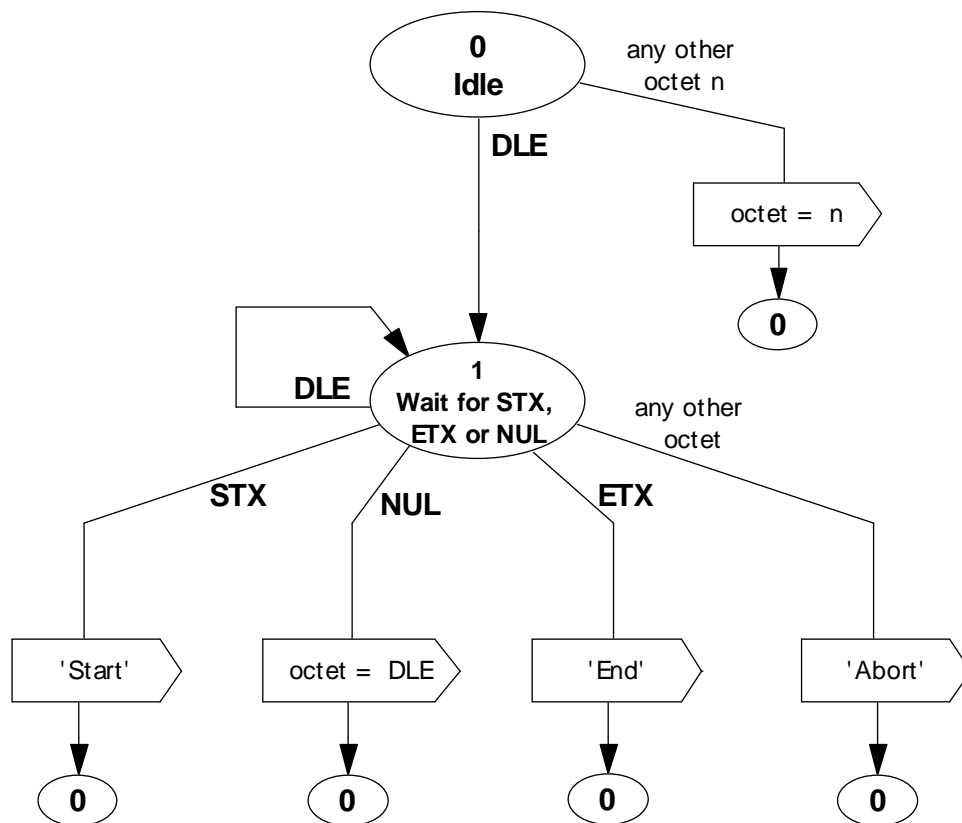 0
Idle
any other
octet n
DLE
octet = n
0
1
Wait for STX,
ETX or NUL
DLE
any other
octet
STX
NUL
ETX
'Start'
octet = DLE
'End'
'Abort'
0
0
0
0